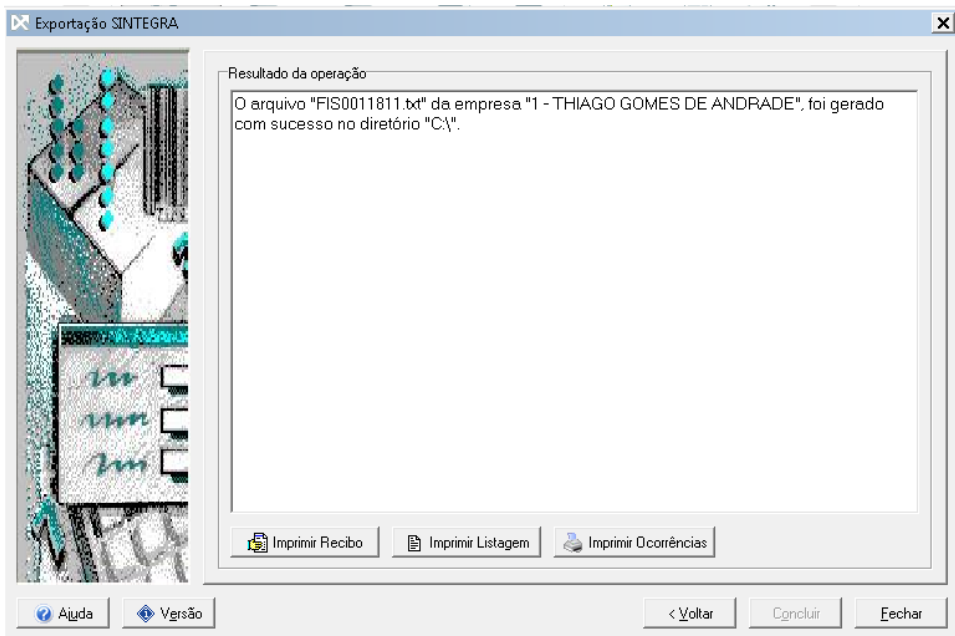 Exportação SINTEGRA
Resultado da operação
O arquivo "FIS0011811.txt" da empresa "1 - THIAGO GOMES DE ANDRADE", foi gerado
com sucesso no diretório "C:\".
Imprimir Recibo
Imprimir Listagem
Imprimir Ocorrências
Ajuda
Versão
< Voltar
Concluir
Fechar